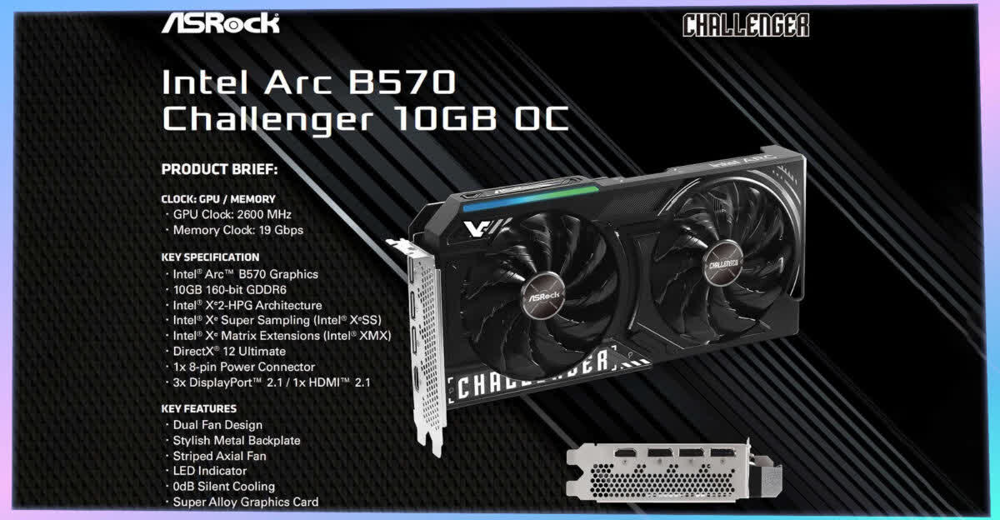 ASRock
CHALLENGER
Intel Arc B570
Challenger 10GB OC
PRODUCT BRIEF:
CLOCK: GPU / MEMORY
· GPU Clock: 2600 MHz
· Memory Clock: 19 Gbps
KEY SPECIFICATION
· Intel® Arc™ B570 Graphics
· 10GB 160-bit GDDR6
· Intel® Xᵉ2-HPG Architecture
· Intel® Xᵉ Super Sampling (Intel® XᵉSS)
· Intel® Xᵉ Matrix Extensions (Intel® XMX)
· DirectX® 12 Ultimate
· 1x 8-pin Power Connector
· 3x DisplayPort™ 2.1 / 1x HDMI™ 2.1
KEY FEATURES
· Dual Fan Design
· Stylish Metal Backplate
· Striped Axial Fan
· LED Indicator
· 0dB Silent Cooling
· Super Alloy Graphics Card
intel ARC
ASRock
CHALLENGER
ASRock
CHALLENGER